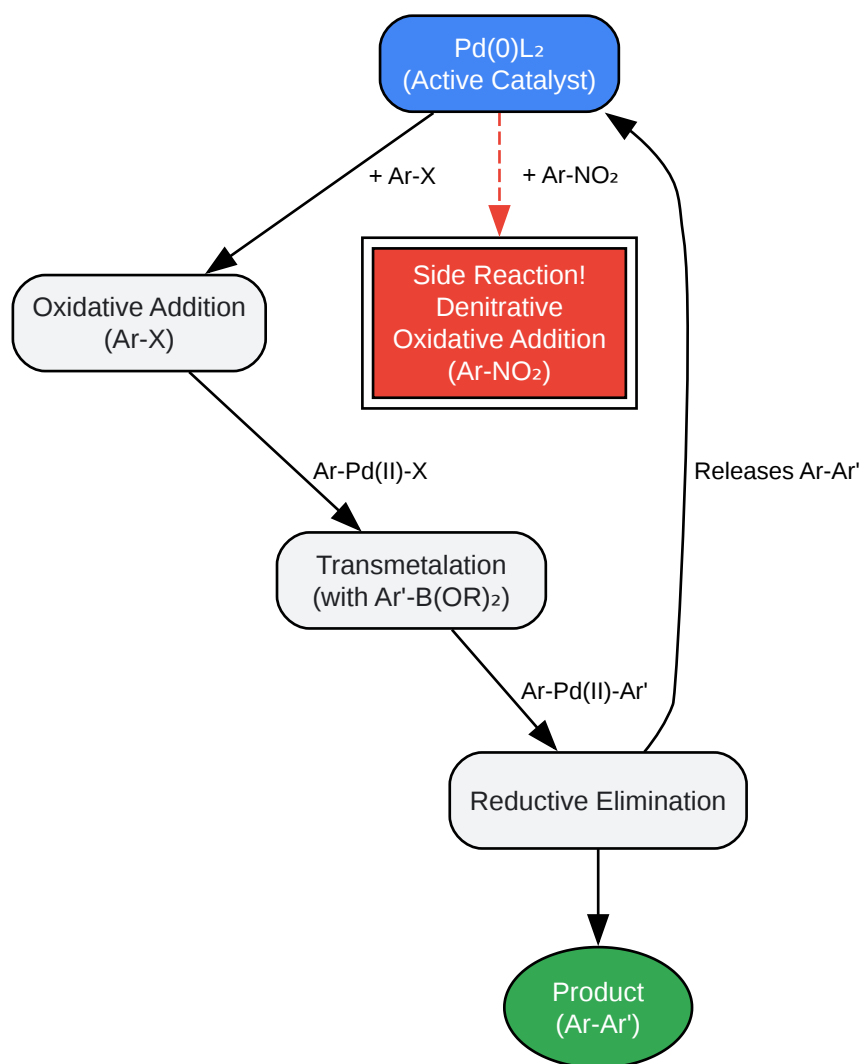 Pd(0)L₂
(Active Catalyst)
+ Ar-X
+ Ar-NO₂
Side Reaction!
Denitrative
Oxidative Addition
(Ar-NO₂)
Oxidative Addition
(Ar-X)
Ar-Pd(II)-X
Releases Ar-Ar'
Transmetalation
(with Ar'-B(OR)₂)
Ar-Pd(II)-Ar'
Reductive Elimination
Product
(Ar-Ar')